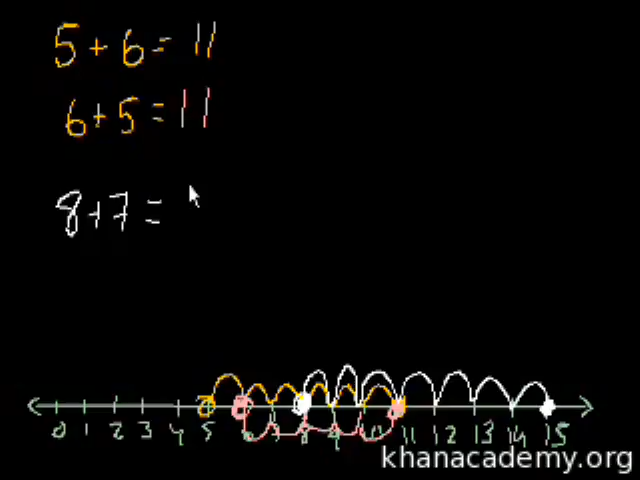 5 + 6 = 11
6 + 5 = 11
8 + 7 =
0 1 2 3 4 5 6 7 8 9 10 11 12 13 14 15
khanacademy.org